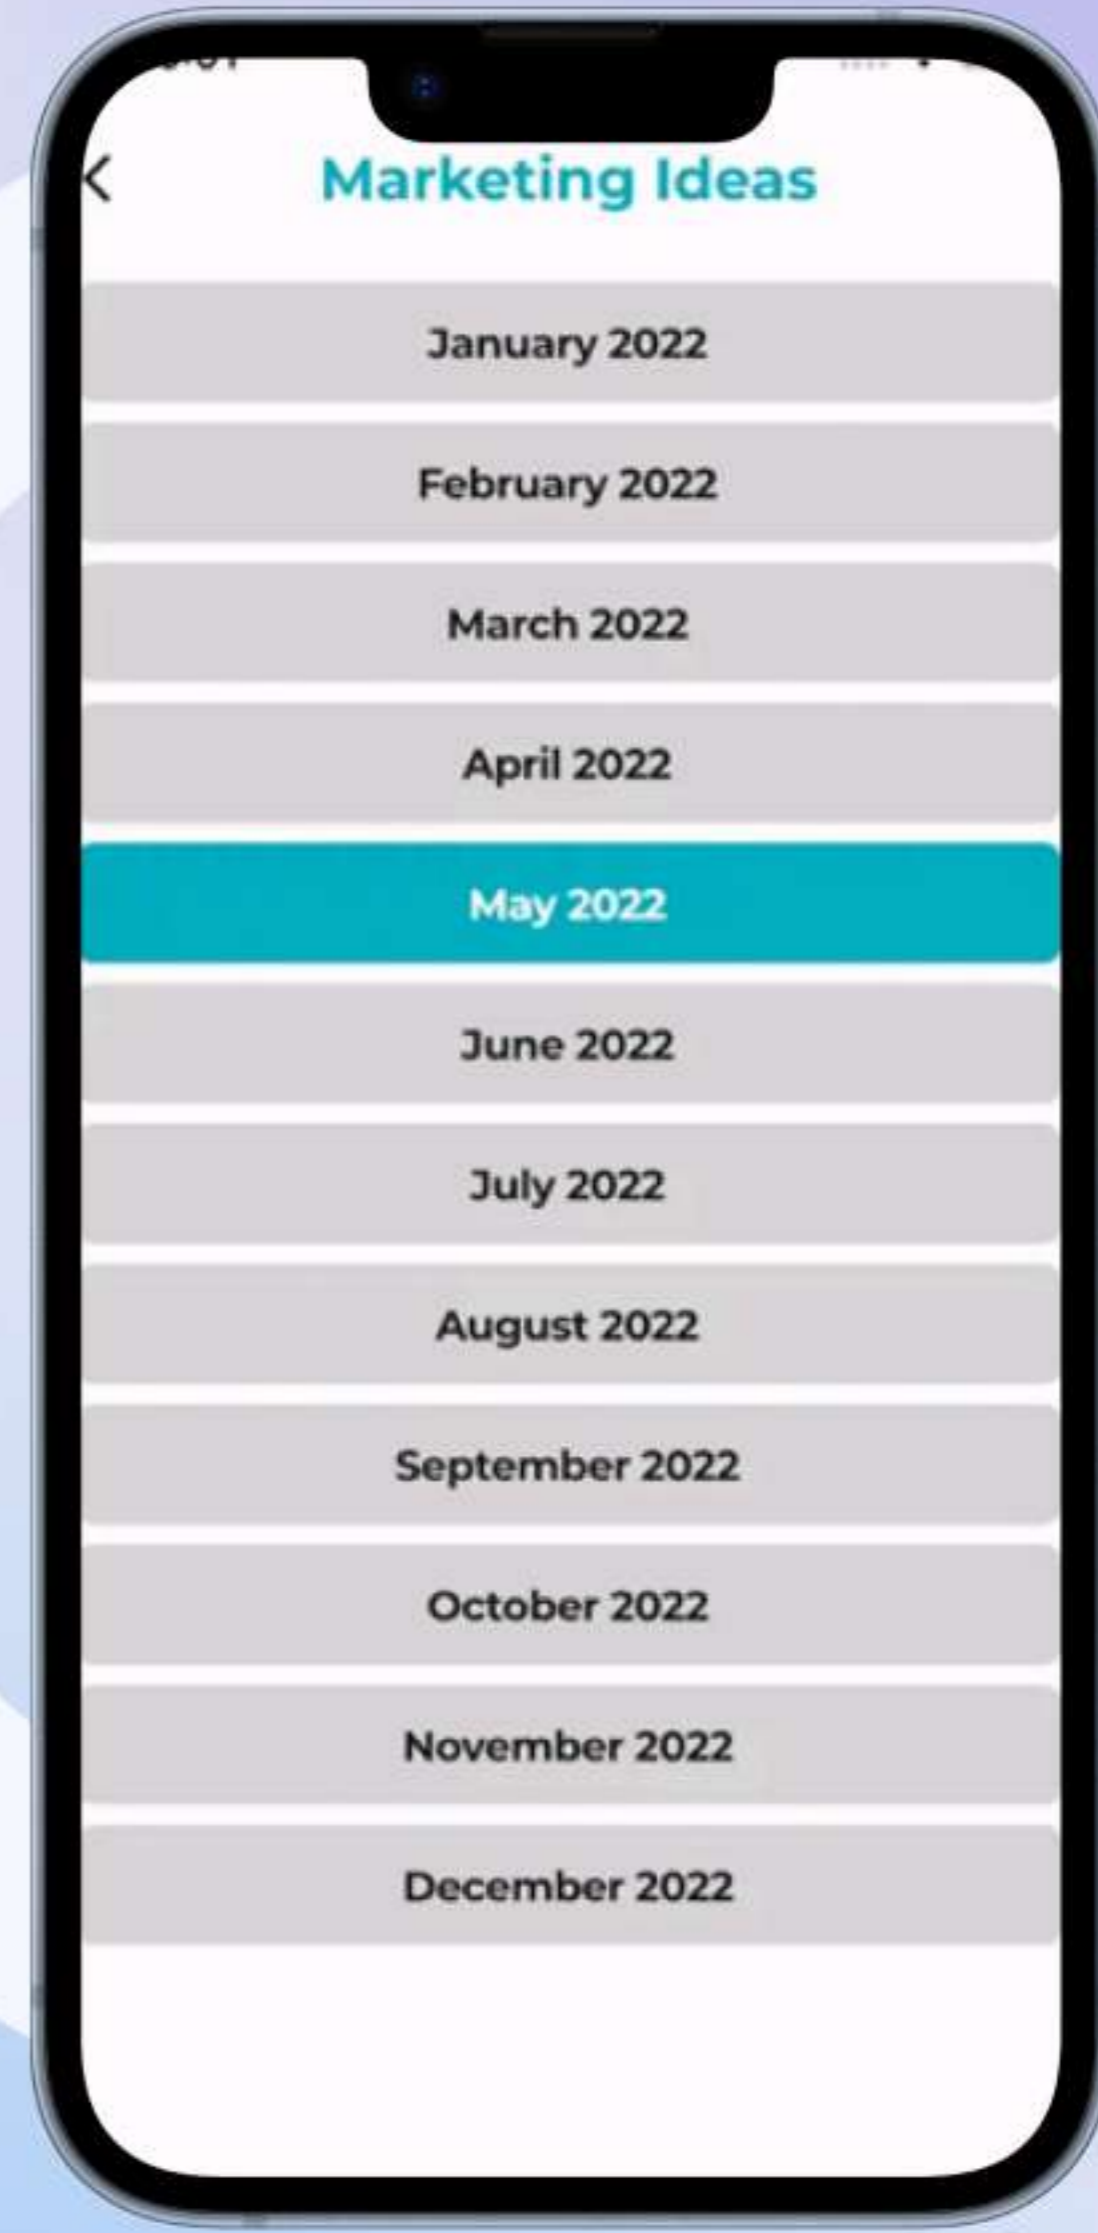 Marketing Ideas
January 2022
February 2022
March 2022
April 2022
May 2022
June 2022
July 2022
August 2022
September 2022
October 2022
November 2022
December 2022